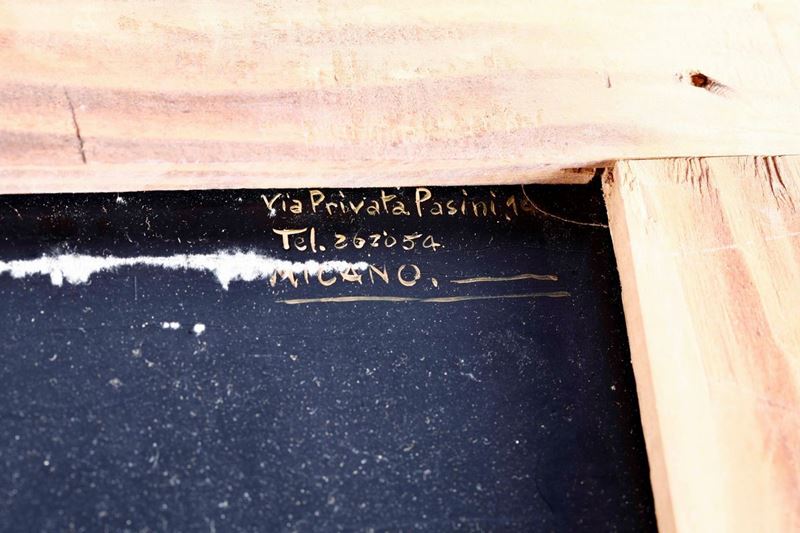 Via Privata Pasini.
Tel. 262054
MILANO.